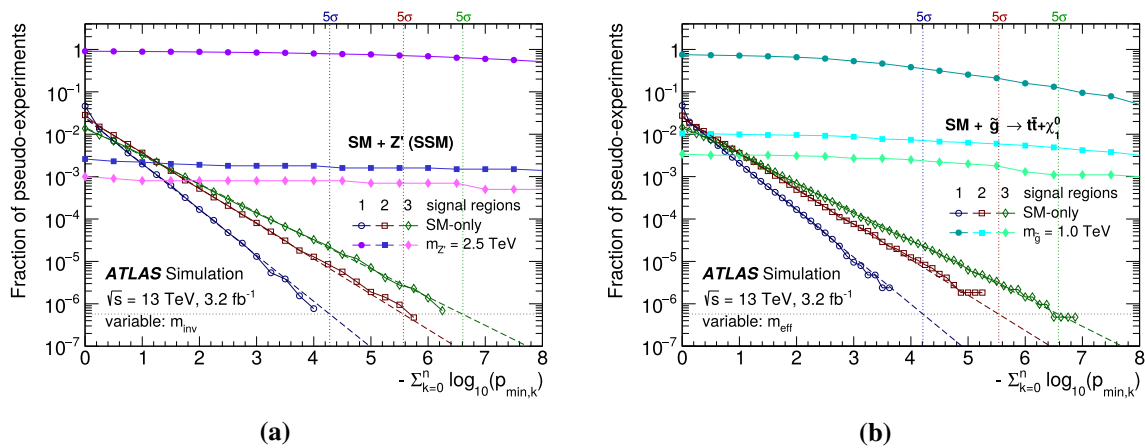 5σ 5σ 5σ
Fraction of pseudo-experiments
1
10⁻¹
10⁻²
10⁻³
10⁻⁴
10⁻⁵
10⁻⁶
10⁻⁷
SM + Z' (SSM)
1 2 3 signal regions
SM-only
m_Z' = 2.5 TeV
ATLAS Simulation
√s = 13 TeV, 3.2 fb⁻¹
variable: m_inv
0 1 2 3 4 5 6 7 8
- Σⁿₖ₌₀ log₁₀(p_min,k)
(a)
5σ 5σ 5σ
Fraction of pseudo-experiments
1
10⁻¹
10⁻²
10⁻³
10⁻⁴
10⁻⁵
10⁻⁶
10⁻⁷
SM + g̃ → tt̄+χ⁰₁
1 2 3 signal regions
SM-only
m_g̃ = 1.0 TeV
ATLAS Simulation
√s = 13 TeV, 3.2 fb⁻¹
variable: m_eff
0 1 2 3 4 5 6 7 8
- Σⁿₖ₌₀ log₁₀(p_min,k)
(b)